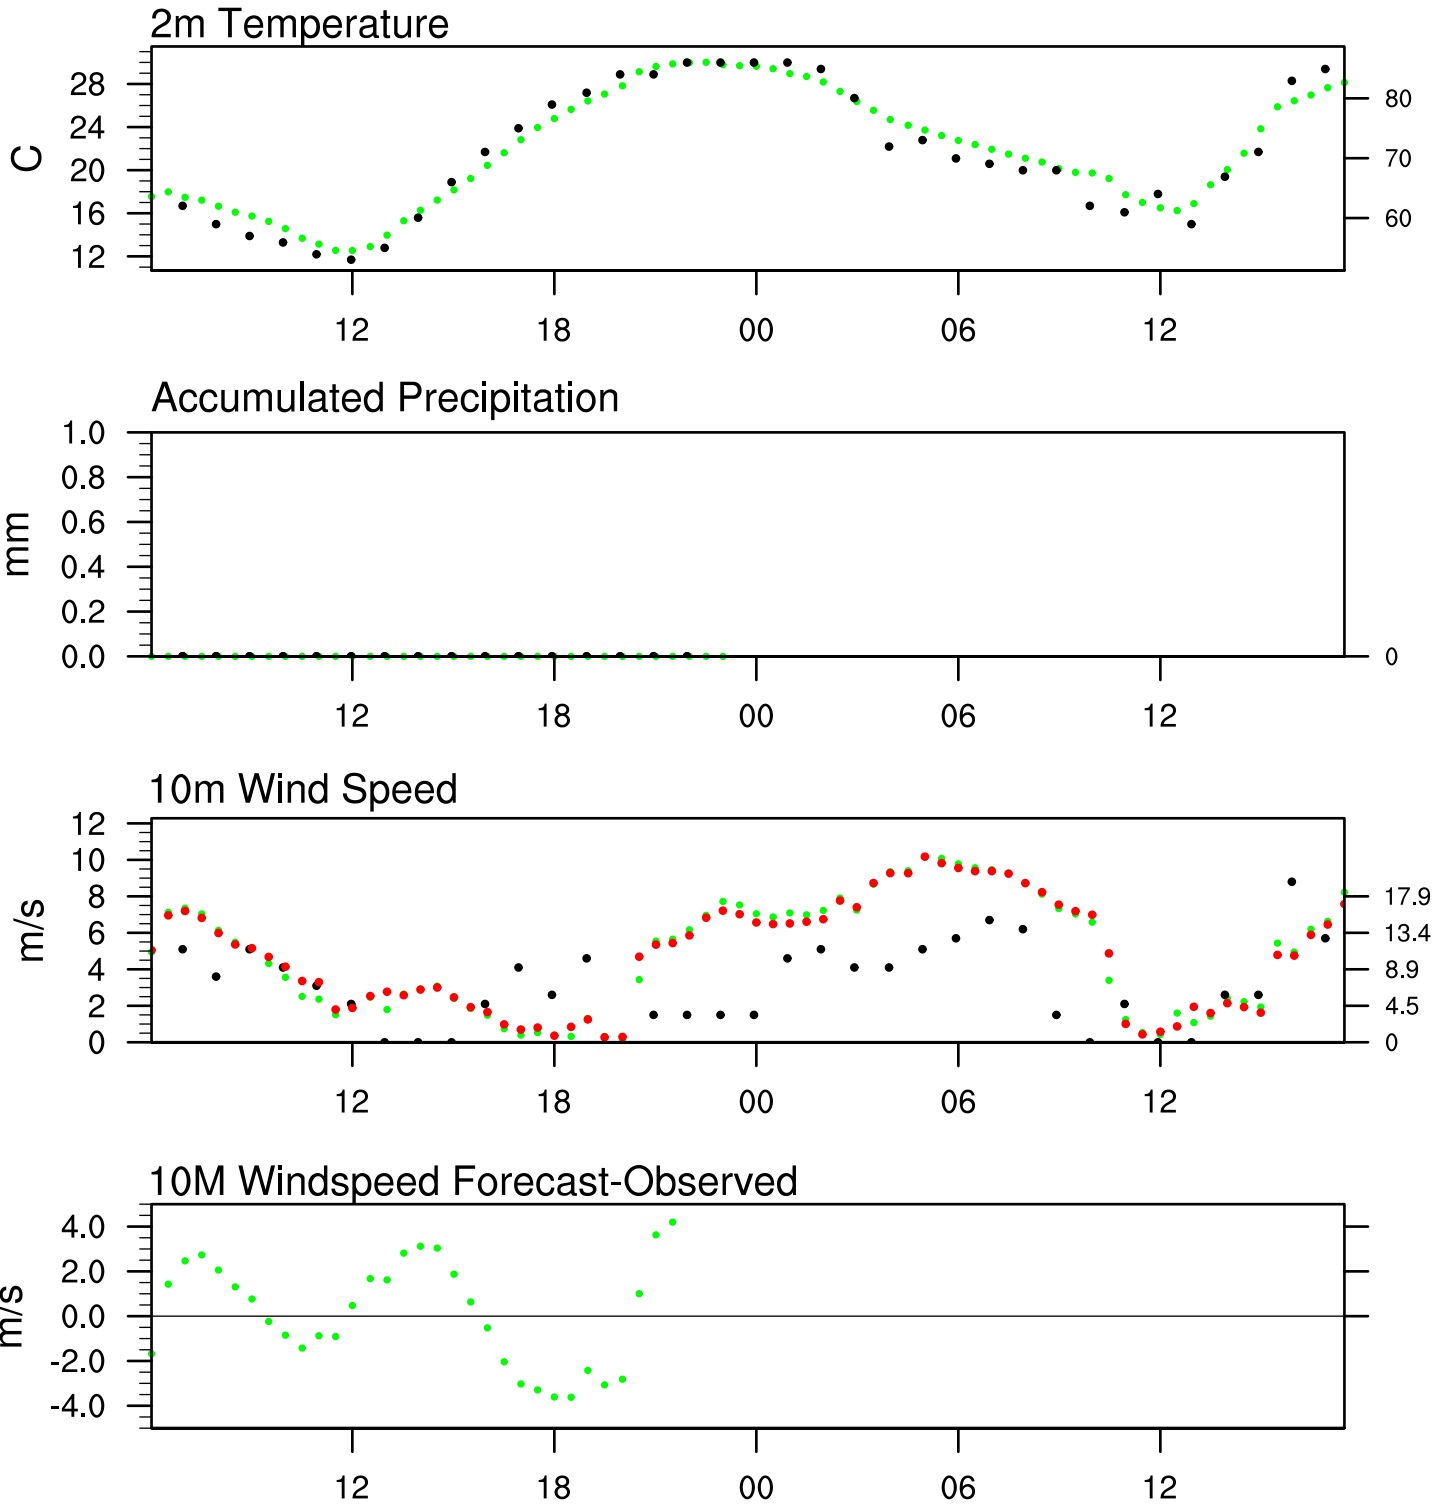 2m Temperature
28
24
20
16
12
C
80
70
60
12 18 00 06 12
Accumulated Precipitation
1.0
0.8
0.6
0.4
0.2
0.0
mm
0
12 18 00 06 12
10m Wind Speed
12
10
8
6
4
2
0
m/s
17.9
13.4
8.9
4.5
0
12 18 00 06 12
10M Windspeed Forecast-Observed
4.0
2.0
0.0
-2.0
-4.0
m/s
12 18 00 06 12